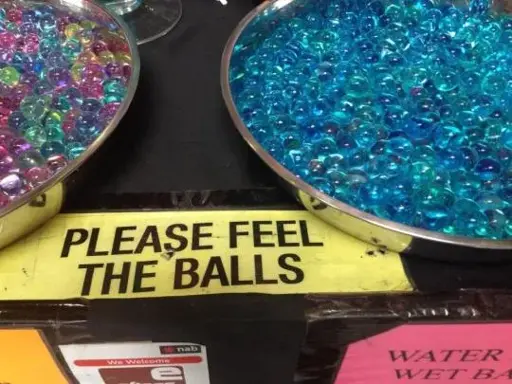 PLEASE FEEL
THE BALLS
nab
We Welcome
WATER
WET BA